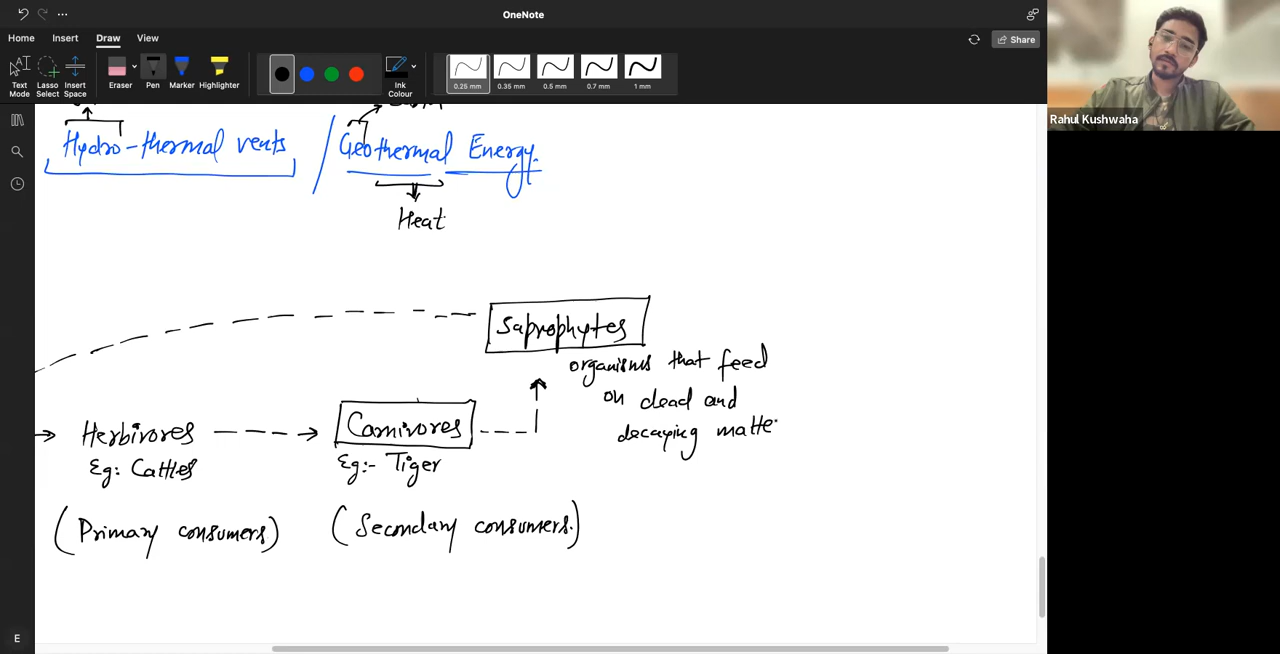 OneNote
Home Insert Draw View
Share
Text Mode
Lasso Select
Insert Space
Eraser
Pen
Marker
Highlighter
Ink Colour
0.25 mm
0.35 mm
0.5 mm
0.7 mm
1 mm
Rahul Kushwaha
Hydro-thermal vents / Geothermal Energy.
Heat
Saprophytes
organisms that feed
on dead and
decaying matte
Herbivores
Eg: Cattles
(Primary consumers)
Carnivores
Eg:- Tiger
(Secondary consumers.)
E